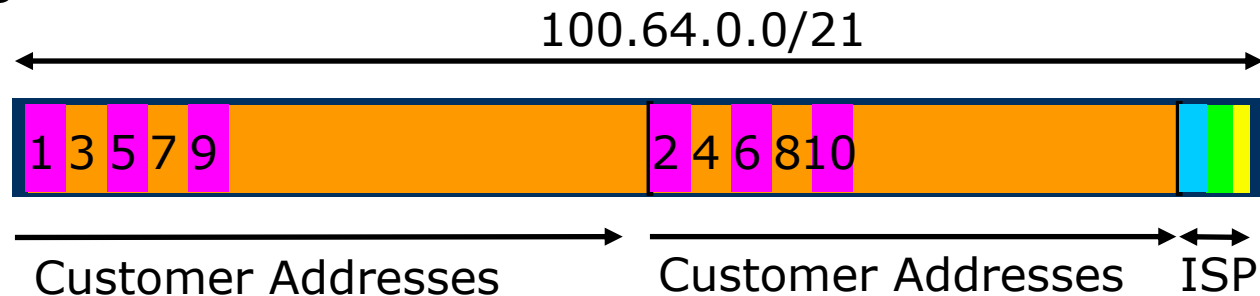 100.64.0.0/21
1 3 5 7 9 2 4 6 8 10
Customer Addresses Customer Addresses ISP